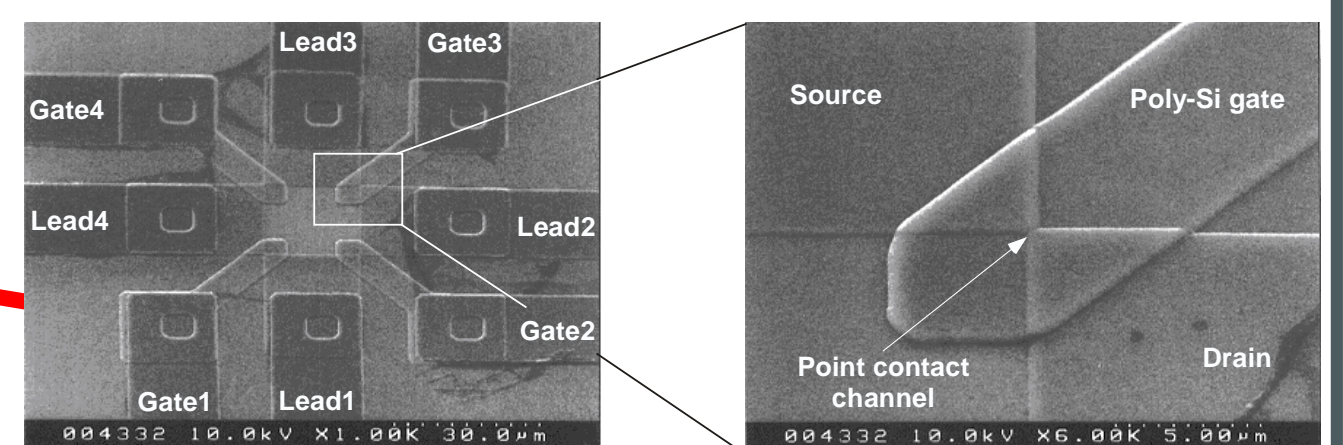 Lead3
Gate3
Gate4
Lead4
Lead2
Gate2
Gate1
Lead1
004332 10.0kV X1.00K 30.0µm
Source
Poly-Si gate
Point contact
channel
Drain
004332 10.0kV X6.00K 5.00µm